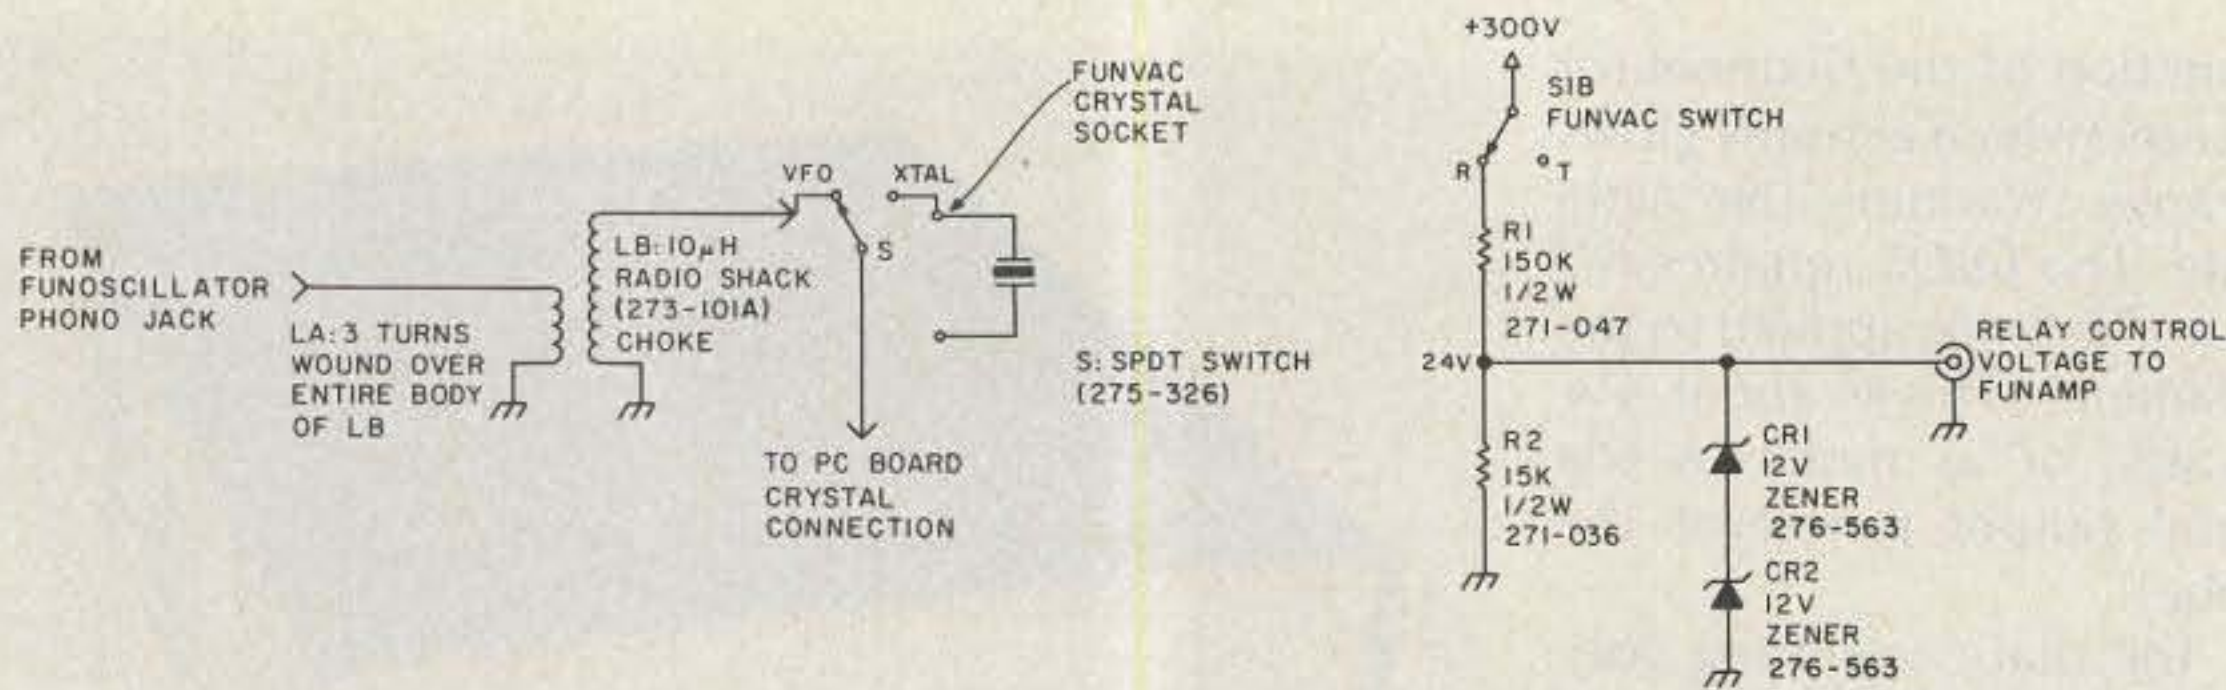 FROM
FUNOSCILLATOR
PHONO JACK
LA: 3 TURNS
WOUND OVER
ENTIRE BODY
OF LB
LB: 10µH
RADIO SHACK
(273-101A)
CHOKE
VFO
XTAL
S
FUNVAC
CRYSTAL
SOCKET
TO PC BOARD
CRYSTAL
CONNECTION
S: SPDT SWITCH
(275-326)
+300V
S1B
FUNVAC SWITCH
R
T
R1
150K
1/2W
271-047
24V
R2
15K
1/2W
271-036
CR1
12V
ZENER
276-563
CR2
12V
ZENER
276-563
RELAY CONTROL
VOLTAGE TO
FUNAMP